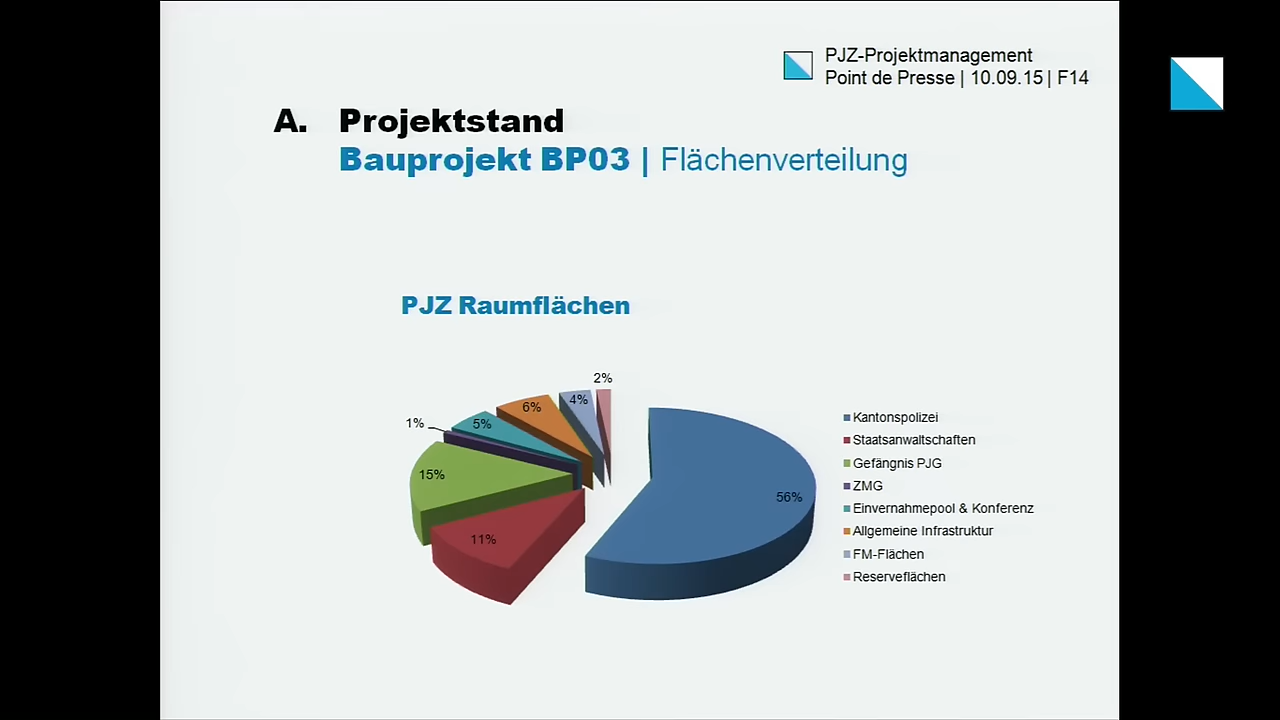 PJZ-Projektmanagement
Point de Presse | 10.09.15 | F14
A. Projektstand
Bauprojekt BP03 | Flächenverteilung
PJZ Raumflächen
2%
4%
6%
5%
1%
15%
11%
56%
Kantonspolizei
Staatsanwaltschaften
Gefängnis PJG
ZMG
Einvernahmepool & Konferenz
Allgemeine Infrastruktur
FM-Flächen
Reserveflächen